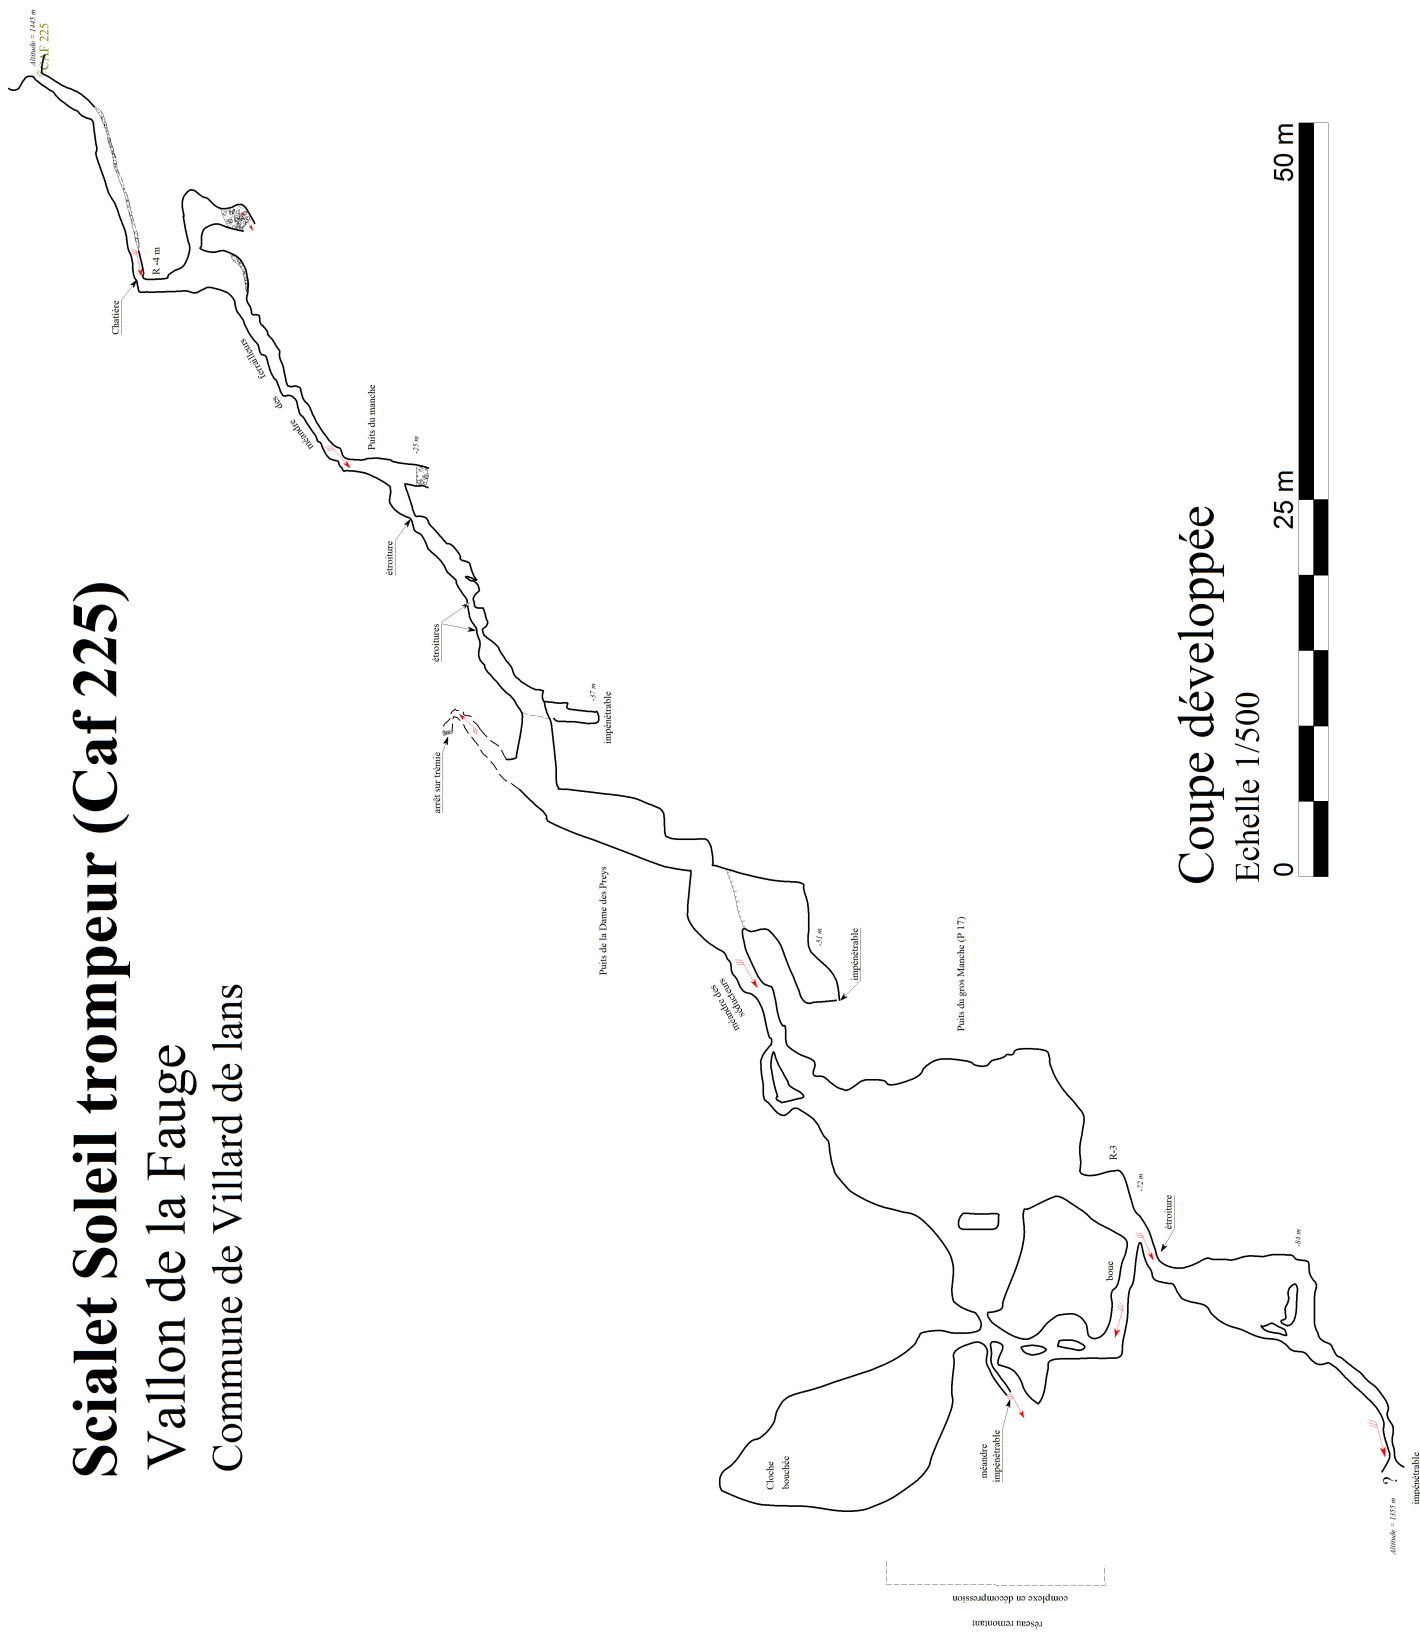 Scialet Soleil trompeur (Caf 225)
Vallon de la Fauge
Commune de Villard de lans
Altitude = 1445 m
CAF 225
Chatière
R -4 m
méandre des ferrailleurs
Puits du manche
-25 m
étroiture
étroitures
-37 m
impénétrable
arrêt sur trémie
Puits de la Dame des Preys
-51 m
impénétrable
méandre des
séducteurs
Puits du gros Manche (P 17)
R-3
-72 m
étroiture
boue
-84 m
Cloche
bouchée
méandre
impénétrable
?
Altitude = 1355 m
impénétrable
complexe en décompression
réseau remontant
Coupe développée
Echelle 1/500
0
25 m
50 m